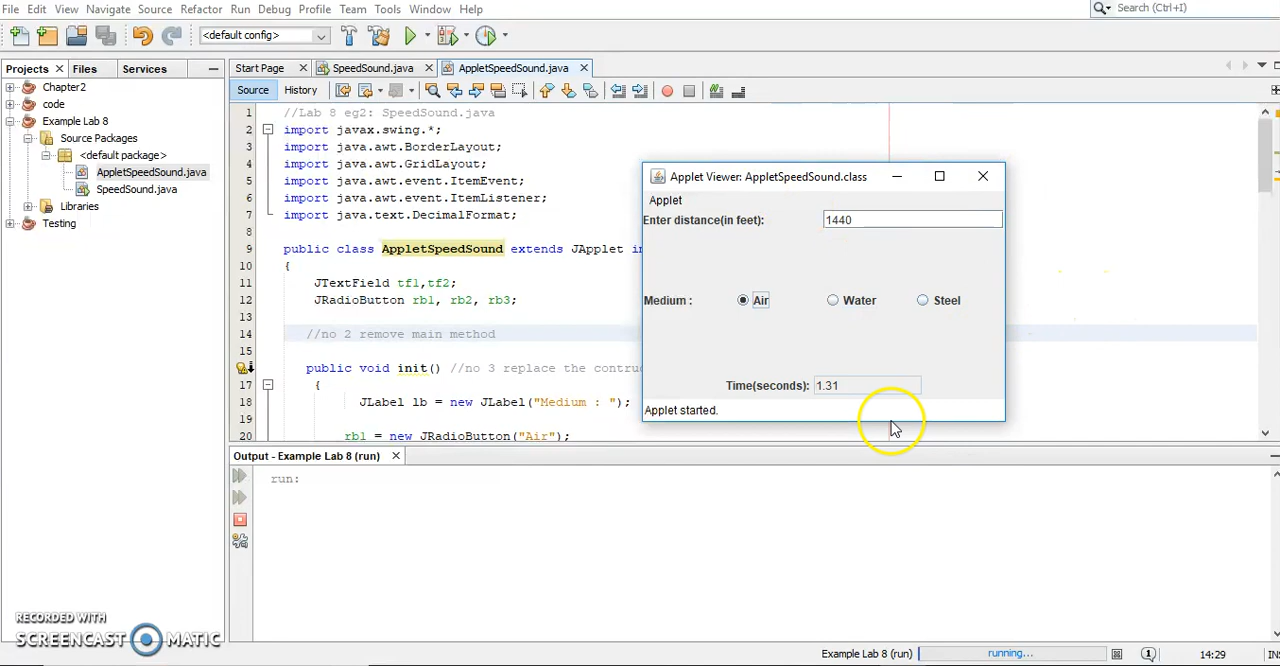 File Edit View Navigate Source Refactor Run Debug Profile Team Tools Window Help
Search (Ctrl+I)
<default config>
Projects Files Services
Start Page SpeedSound.java AppletSpeedSound.java
Source History
Chapter2
code
Example Lab 8
Source Packages
<default package>
AppletSpeedSound.java
SpeedSound.java
Libraries
Testing
1 //Lab 8 eg2: SpeedSound.java
2 import javax.swing.*;
3 import java.awt.BorderLayout;
4 import java.awt.GridLayout;
5 import java.awt.event.ItemEvent;
6 import java.awt.event.ItemListener;
7 import java.text.DecimalFormat;
8
9 public class AppletSpeedSound extends JApplet
10 {
11 JTextField tf1,tf2;
12 JRadioButton rb1, rb2, rb3;
13
14 //no 2 remove main method
15
public void init() //no 3 replace the
17 {
18 JLabel lb = new JLabel("Medium : ");
19
20 rb1 = new JRadioButton("Air");
Applet Viewer: AppletSpeedSound.class
Applet
Enter distance(in feet): 1440
Medium : Air Water Steel
Time(seconds): 1.31
Applet started.
Output - Example Lab 8 (run)
run:
RECORDED WITH
SCREENCAST MATIC
Example Lab 8 (run) running... 1 14:29 IN